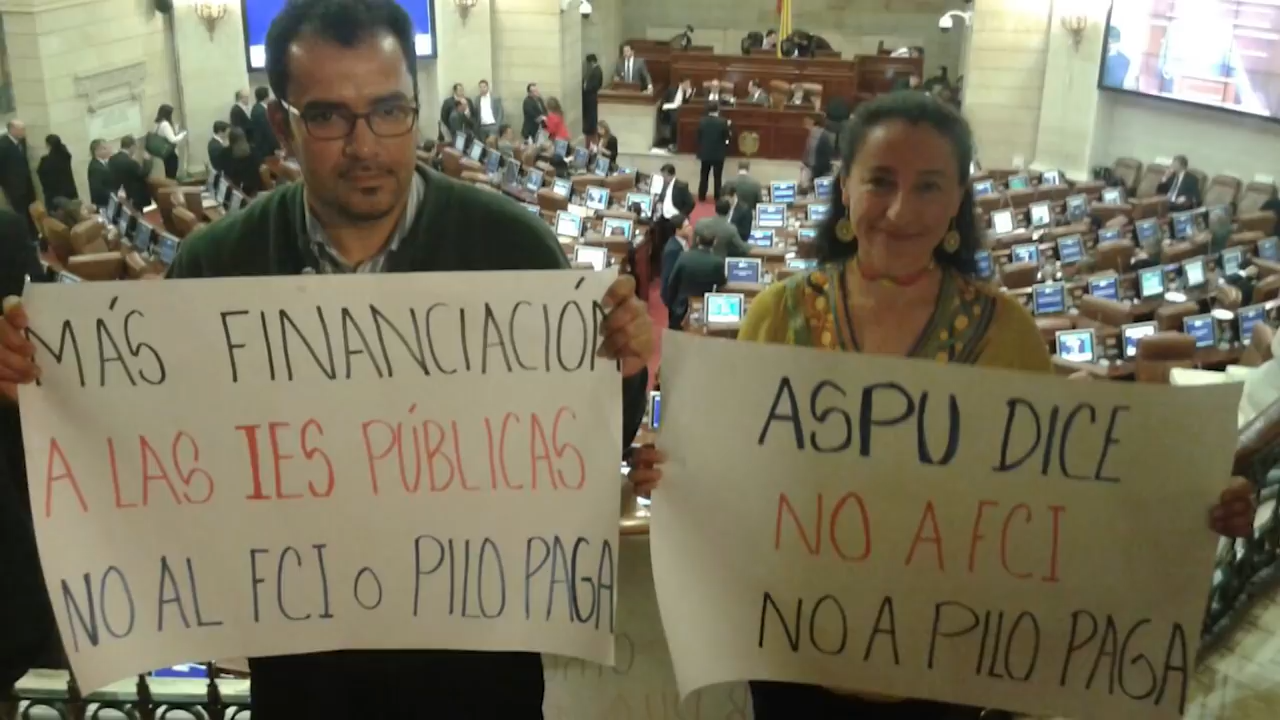 MÁS FINANCIACIÓN
A LAS IES PÚBLICAS
NO AL FCI o PILO PAGA
ASPU DICE
NO A FCI
NO A PILO PAGA